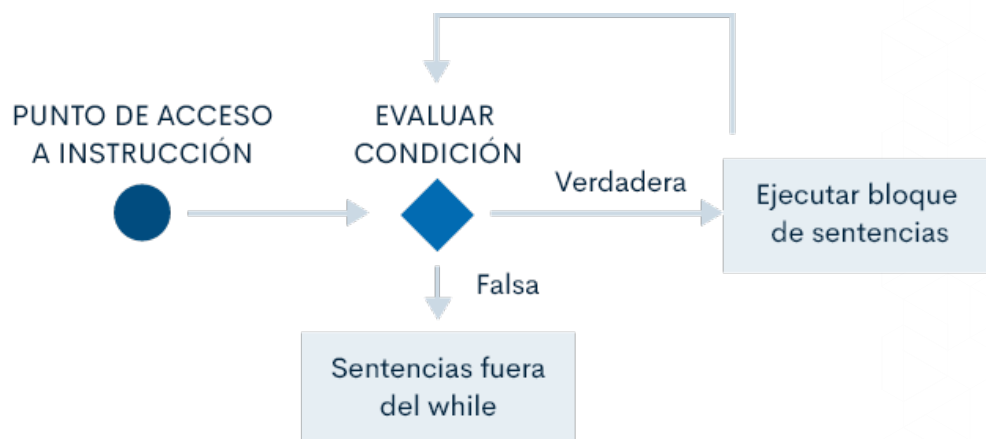 PUNTO DE ACCESO
A INSTRUCCIÓN
EVALUAR
CONDICIÓN
Verdadera
Ejecutar bloque
de sentencias
Falsa
Sentencias fuera
del while